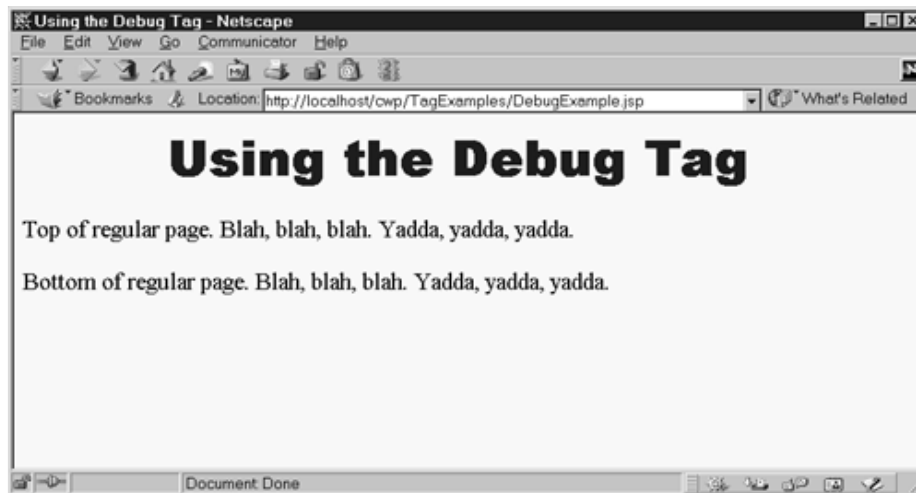 Using the Debug Tag - Netscape
File Edit View Go Communicator Help
Bookmarks Location: http://localhost/cwp/TagExamples/DebugExample.jsp What's Related
Using the Debug Tag
Top of regular page. Blah, blah, blah. Yadda, yadda, yadda.
Bottom of regular page. Blah, blah, blah. Yadda, yadda, yadda.
Document: Done